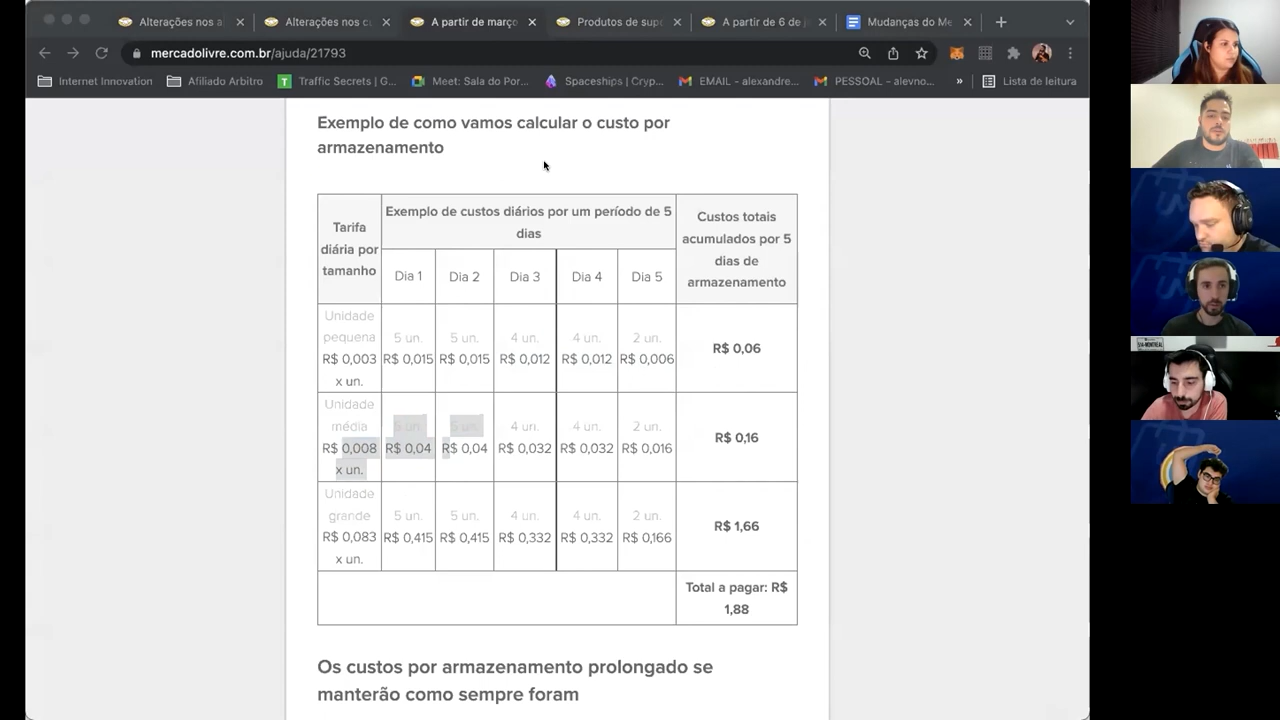 Alterações nos a
Alterações nos cu
A partir de março
Produtos de supe
A partir de 6 de j
Mudanças do Me
mercadolivre.com.br/ajuda/21793
Internet Innovation
Afiliado Arbitro
Traffic Secrets | G...
Meet: Sala do Por...
Spaceships | Cryp...
EMAIL - alexandre...
PESSOAL - alevno...
»
Lista de leitura
Exemplo de como vamos calcular o custo por
armazenamento
Tarifa
diária por
tamanho
Exemplo de custos diários por um período de 5
dias
Custos totais
acumulados por 5
dias de
armazenamento
Dia 1
Dia 2
Dia 3
Dia 4
Dia 5
Unidade
pequena
R$ 0,003
x un.
5 un.
R$ 0,015
5 un.
R$ 0,015
4 un.
R$ 0,012
4 un.
R$ 0,012
2 un.
R$ 0,006
R$ 0,06
Unidade
média
R$ 0,008
x un.
5 un.
R$ 0,04
5 un.
R$ 0,04
4 un.
R$ 0,032
4 un.
R$ 0,032
2 un.
R$ 0,016
R$ 0,16
Unidade
grande
R$ 0,083
x un.
5 un.
R$ 0,415
5 un.
R$ 0,415
4 un.
R$ 0,332
4 un.
R$ 0,332
2 un.
R$ 0,166
R$ 1,66
Total a pagar: R$
1,88
Os custos por armazenamento prolongado se
manterão como sempre foram